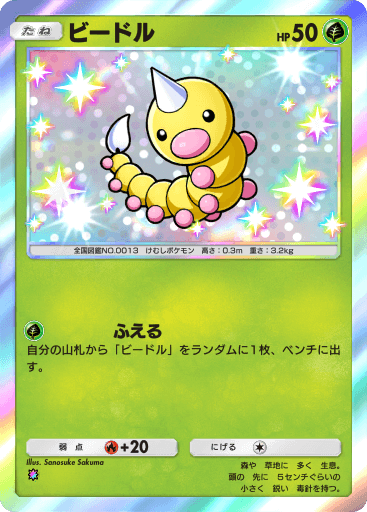 たね ビードル HP 50
全国図鑑NO.0013 けむしポケモン 高さ：0.3m 重さ：3.2kg
ふえる
自分の山札から「ビードル」をランダムに1枚、ベンチに出
す。
弱点 +20 にげる
Illus. Sanosuke Sakuma
森や 草地に 多く 生息。
頭の 先に 5センチぐらいの
小さく 鋭い 毒針を持つ。